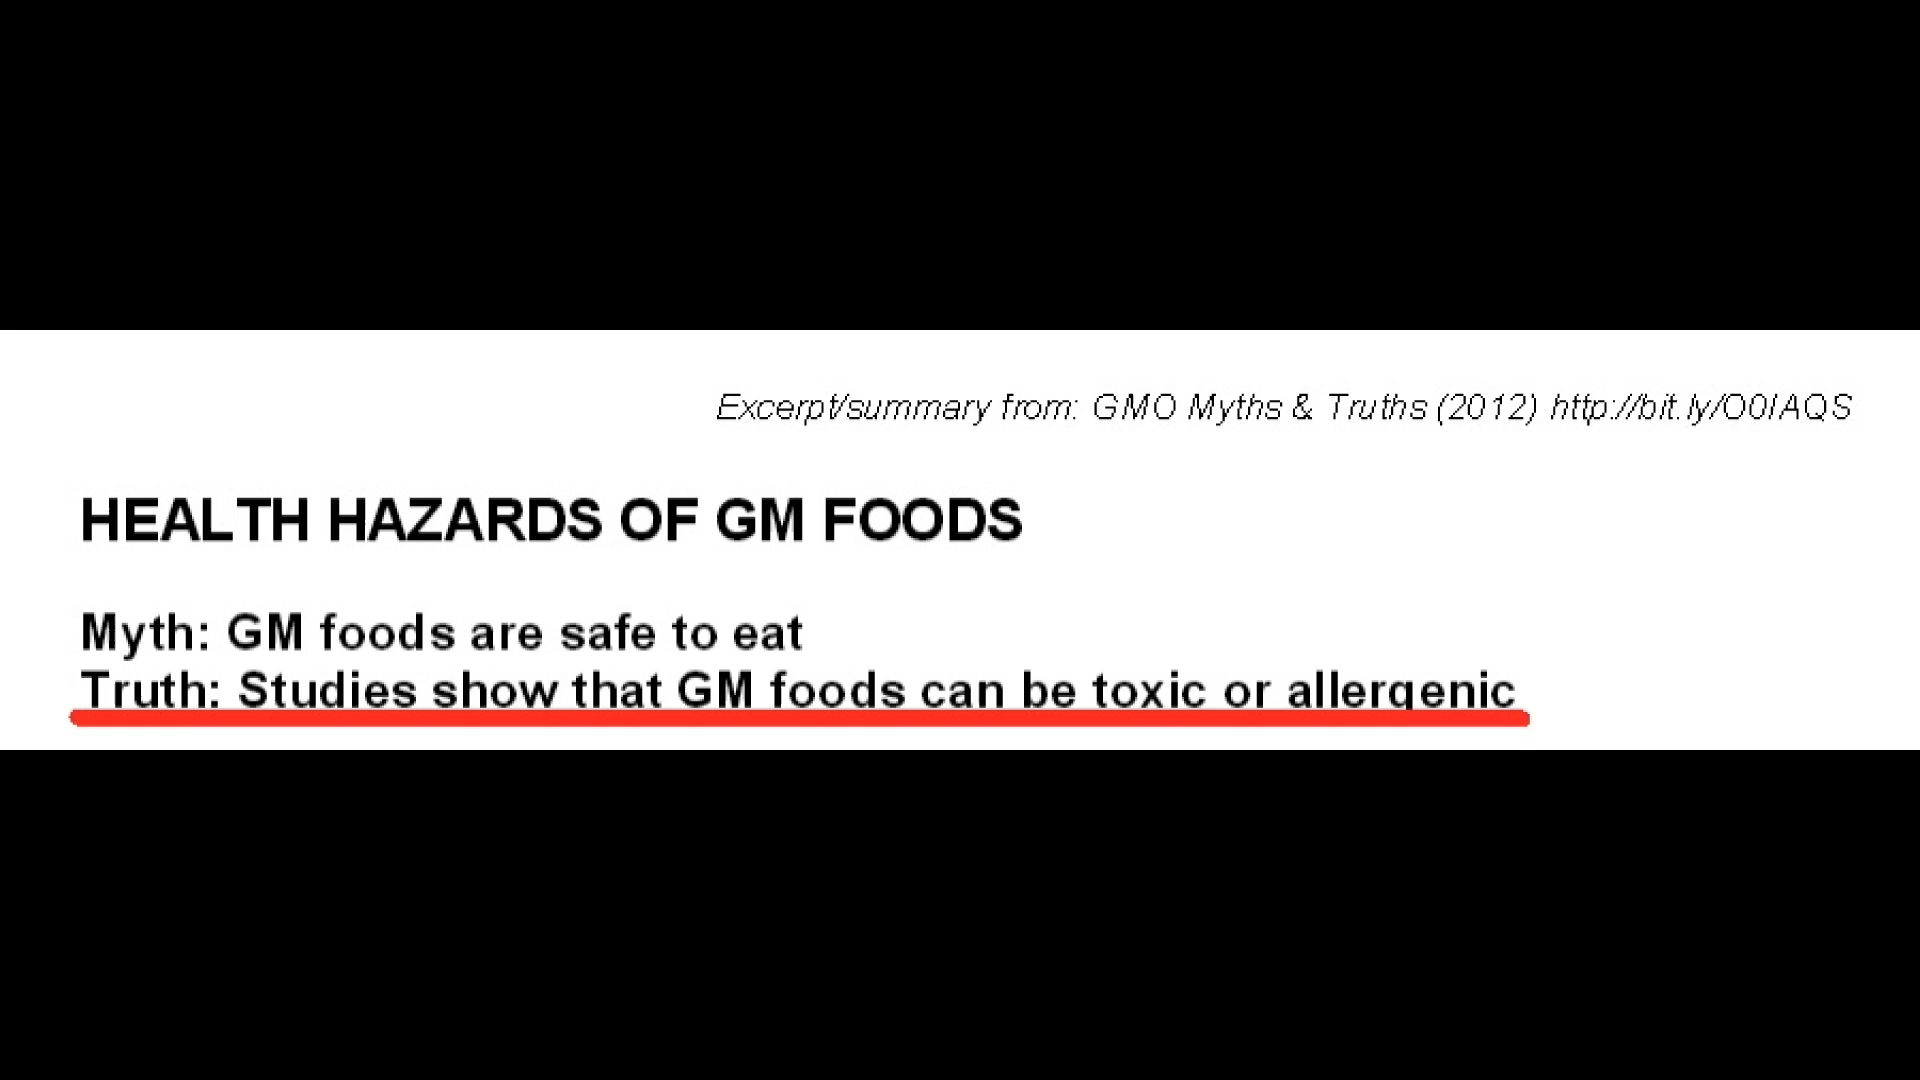 Excerpt/summary from: GMO Myths & Truths (2012) http://bit.ly/O0IAQS
HEALTH HAZARDS OF GM FOODS
Myth: GM foods are safe to eat
Truth: Studies show that GM foods can be toxic or allergenic